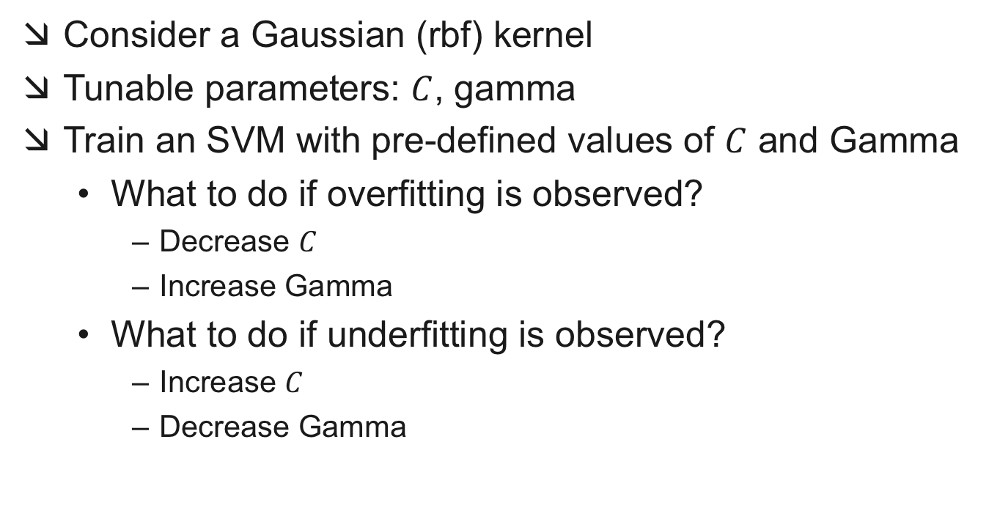 ↘ Consider a Gaussian (rbf) kernel
↘ Tunable parameters: C, gamma
↘ Train an SVM with pre-defined values of C and Gamma
• What to do if overfitting is observed?
– Decrease C
– Increase Gamma
• What to do if underfitting is observed?
– Increase C
– Decrease Gamma